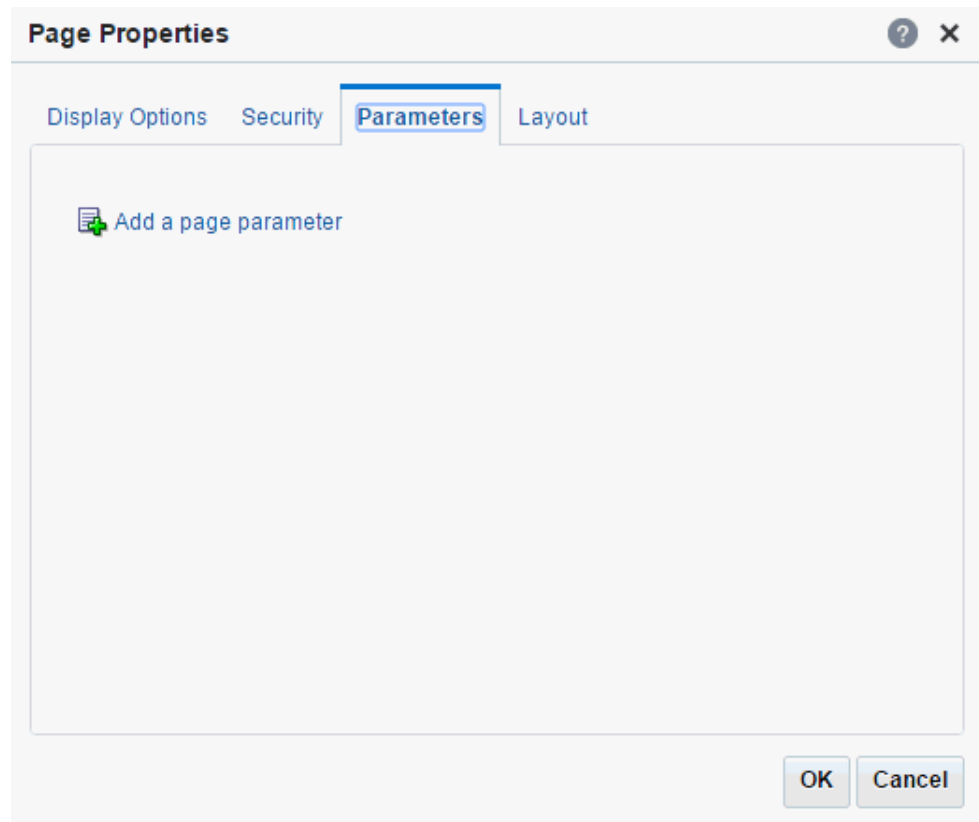 Page Properties ? ×
Display Options Security Parameters Layout
Add a page parameter
OK Cancel